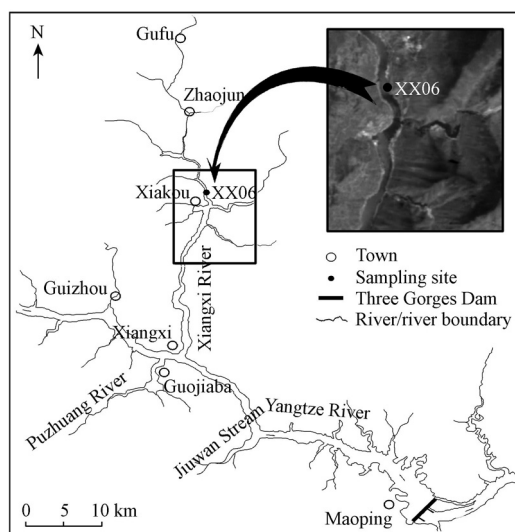 N
Gufu
Zhaojun
XX06
Xiakou
XX06
Town
Sampling site
Three Gorges Dam
River/river boundary
Guizhou
Xiangxi River
Xiangxi
Guojiaba
Puzhuang River
Jiuwan Stream
Yangtze River
Maoping
0 5 10 km